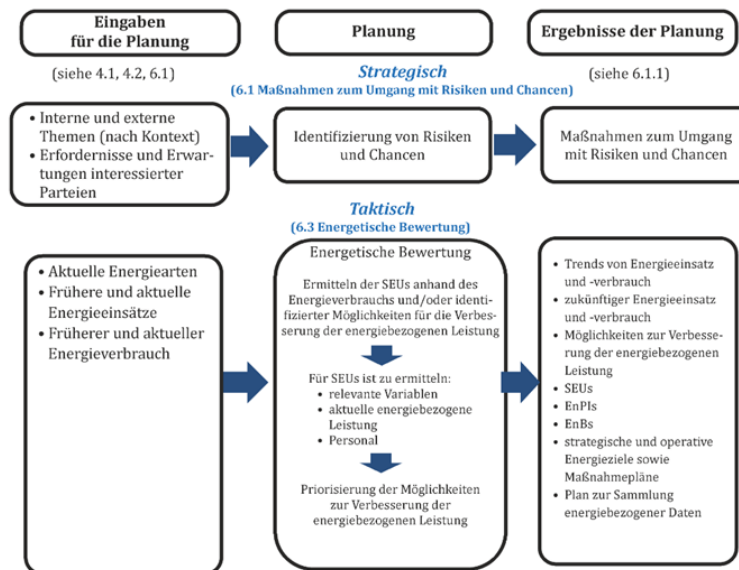 Eingaben
für die Planung
Planung
Ergebnisse der Planung
(siehe 4.1, 4.2, 6.1)
Strategisch
(6.1 Maßnahmen zum Umgang mit Risiken und Chancen)
(siehe 6.1.1)
• Interne und externe
Themen (nach Kontext)
• Erfordernisse und Erwar-
tungen interessierter
Parteien
Identifizierung von Risiken
und Chancen
Maßnahmen zum Umgang
mit Risiken und Chancen
Taktisch
(6.3 Energetische Bewertung)
• Aktuelle Energiearten
• Frühere und aktuelle
Energieeinsätze
• Früherer und aktueller
Energieverbrauch
Energetische Bewertung
Ermitteln der SEUs anhand des
Energieverbrauchs und/oder identi-
fizierter Möglichkeiten für die Verbes-
serung der energiebezogenen Leistung
Für SEUs ist zu ermitteln:
• relevante Variablen
• aktuelle energiebezogene
Leistung
• Personal
Priorisierung der Möglichkeiten
zur Verbesserung der
energiebezogenen Leistung
• Trends von Energieeinsatz
und -verbrauch
• zukünftiger Energieeinsatz
und -verbrauch
• Möglichkeiten zur Verbesse-
rung der energiebezogenen
Leistung
• SEUs
• EnPIs
• EnBs
• strategische und operative
Energieziele sowie
Maßnahmepläne
• Plan zur Sammlung
energiebezogener Daten